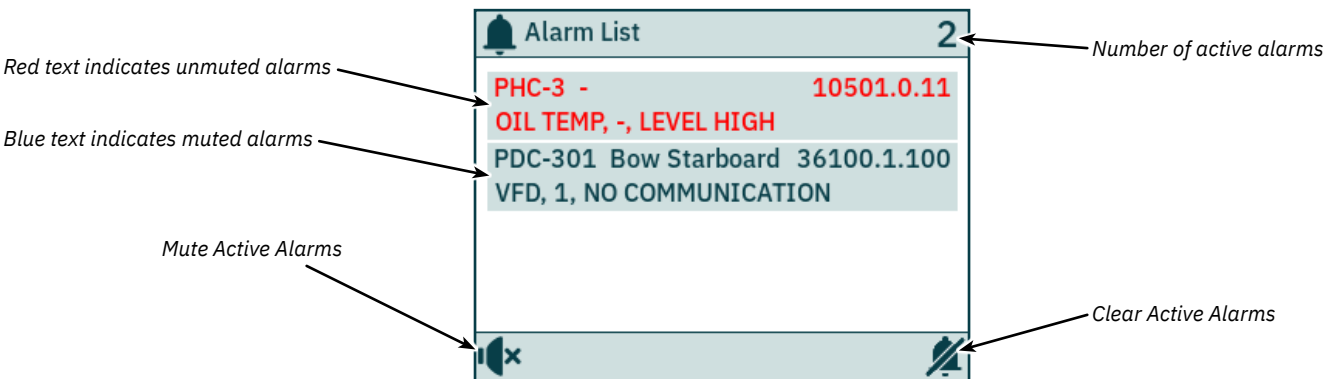 Alarm List 2
Number of active alarms
Red text indicates unmuted alarms
PHC-3 - 10501.0.11
OIL TEMP, -, LEVEL HIGH
Blue text indicates muted alarms
PDC-301 Bow Starboard 36100.1.100
VFD, 1, NO COMMUNICATION
Mute Active Alarms
Clear Active Alarms